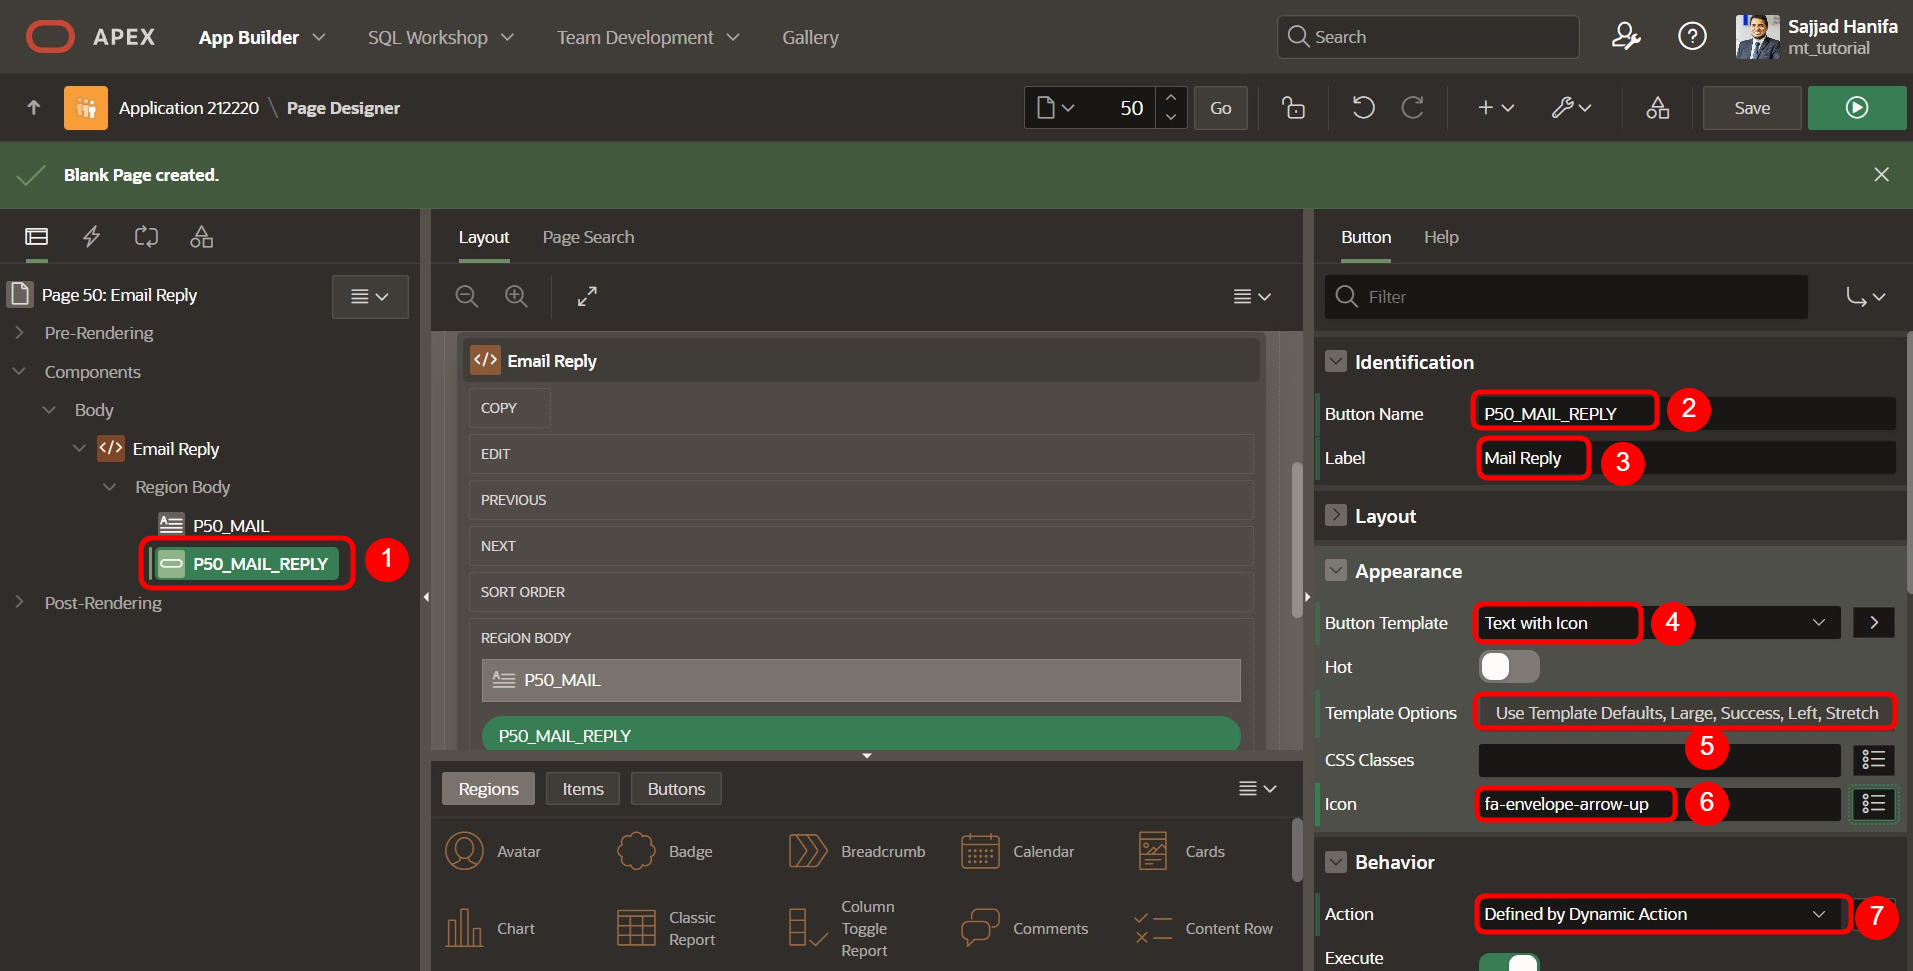 APEX App Builder SQL Workshop Team Development Gallery Search Sajjad Hanifa
mt_tutorial
Application 212220 \ Page Designer 50 Go Save
Blank Page created.
Page 50: Email Reply
Pre-Rendering
Components
Body
Email Reply
Region Body
P50_MAIL
P50_MAIL_REPLY 1
Post-Rendering
Layout Page Search
Email Reply
COPY
EDIT
PREVIOUS
NEXT
SORT ORDER
REGION BODY
P50_MAIL
P50_MAIL_REPLY
Regions Items Buttons
Avatar Badge Breadcrumb Calendar Cards
Chart Classic Report Column Toggle Report Comments Content Row
Button Help
Filter
Identification
Button Name P50_MAIL_REPLY 2
Label Mail Reply 3
Layout
Appearance
Button Template Text with Icon 4
Hot
Template Options Use Template Defaults, Large, Success, Left, Stretch
5
CSS Classes
Icon fa-envelope-arrow-up 6
Behavior
Action Defined by Dynamic Action 7
Execute